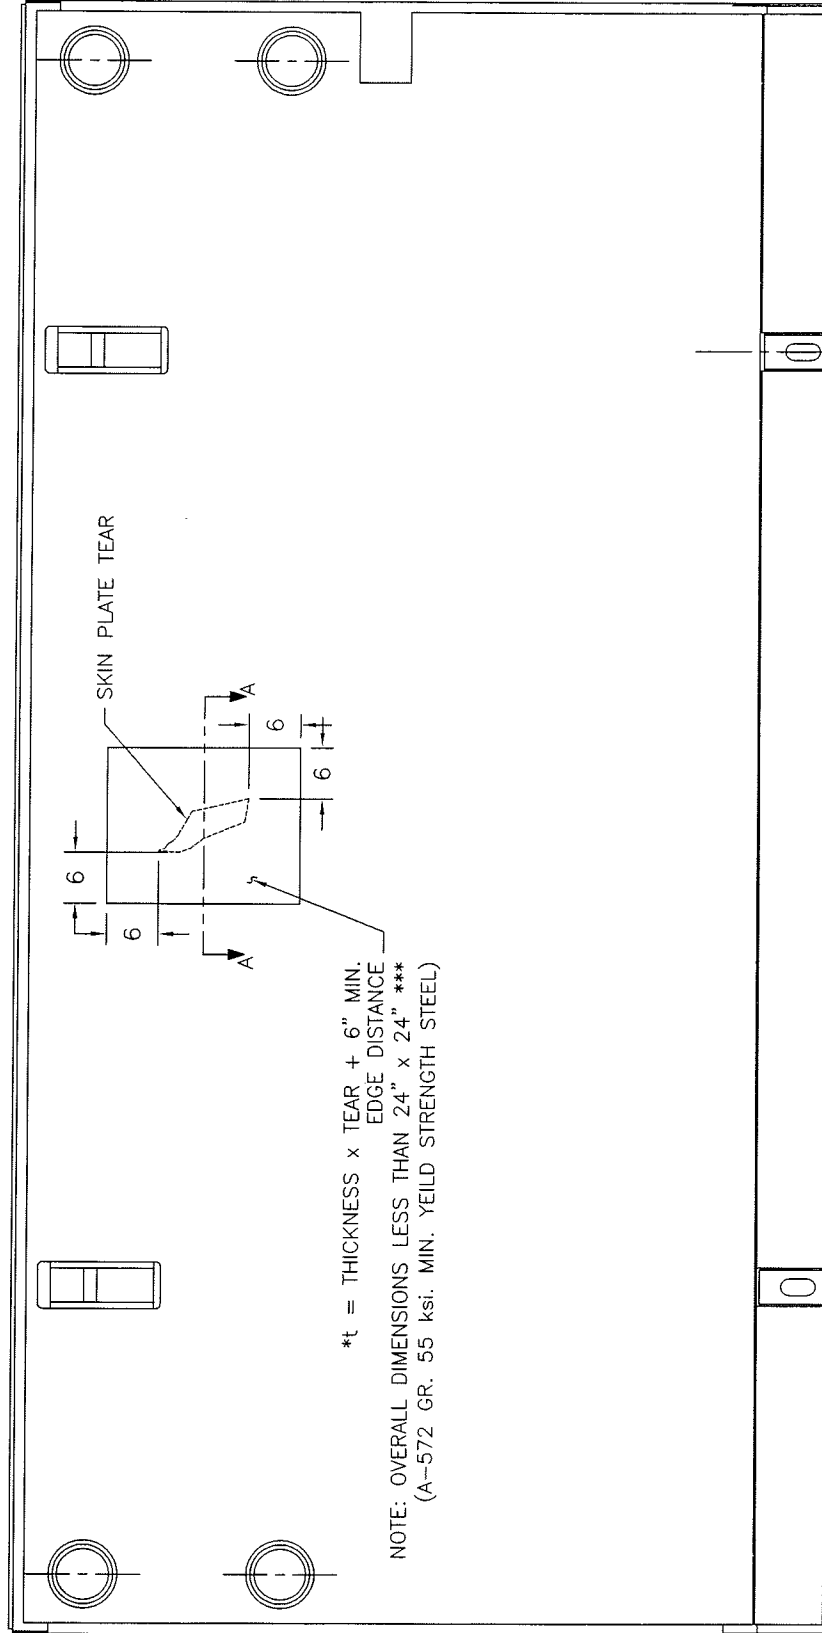 SKIN PLATE TEAR
6
6
A
A
6
6
*t = THICKNESS x TEAR + 6" MIN.
EDGE DISTANCE
NOTE: OVERALL DIMENSIONS LESS THAN 24" x 24" ***
(A-572 GR. 55 ksi. MIN. YEILD STRENGTH STEEL)